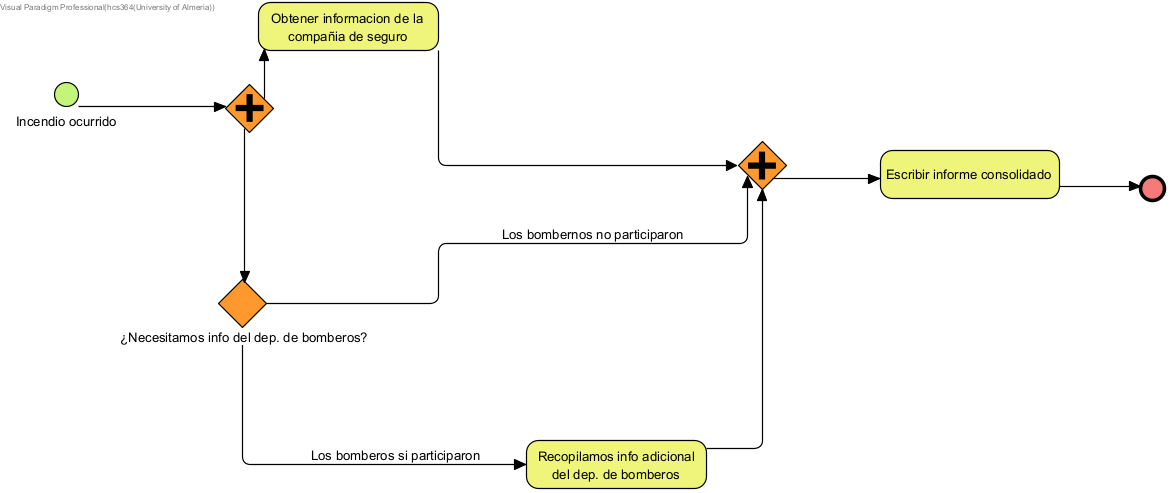 Visual Paradigm Professional(hcs364(University of Almeria))
Obtener informacion de la
compañia de seguro
Incendio ocurrido
Escribir informe consolidado
Los bombernos no participaron
¿Necesitamos info del dep. de bomberos?
Los bomberos si participaron
Recopilamos info adicional
del dep. de bomberos